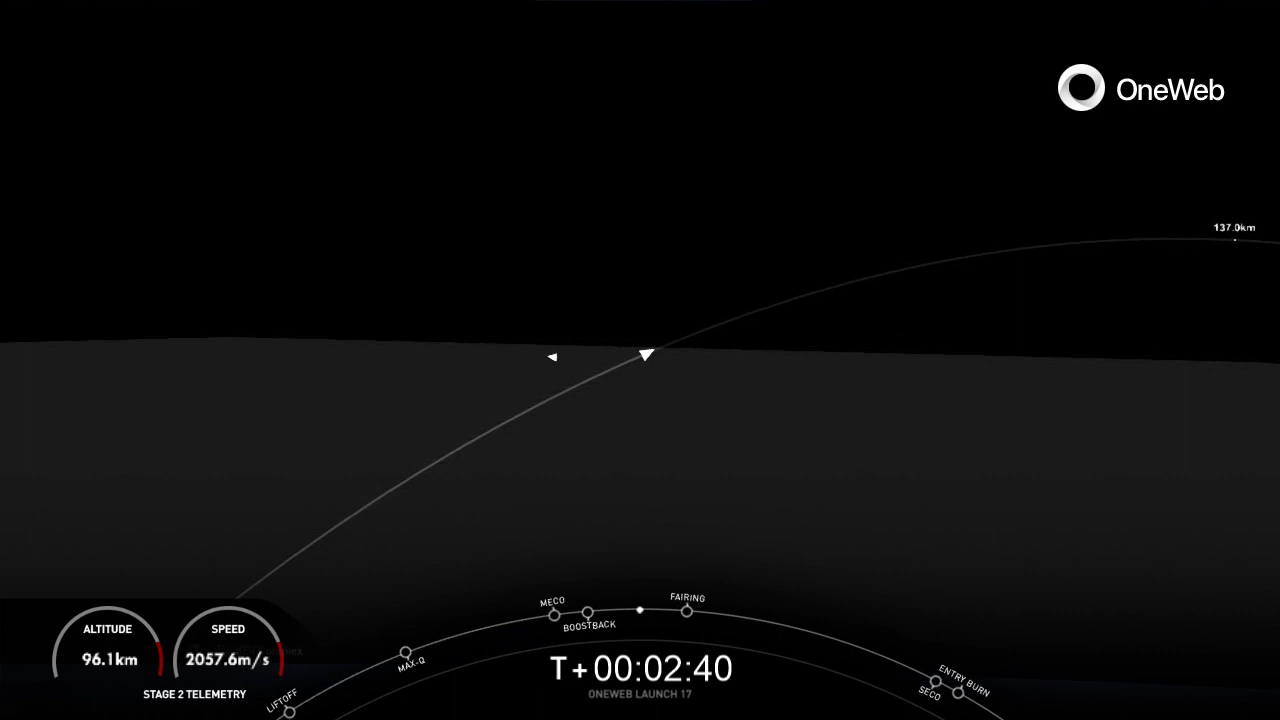 OneWeb
137.0km
MECO
FAIRING
BOOSTBACK
MAX-Q
LIFTOFF
ENTRY BURN
SECO
ALTITUDE
96.1km
SPEED
2057.6m/s
STAGE 2 TELEMETRY
T+00:02:40
ONEWEB LAUNCH 17